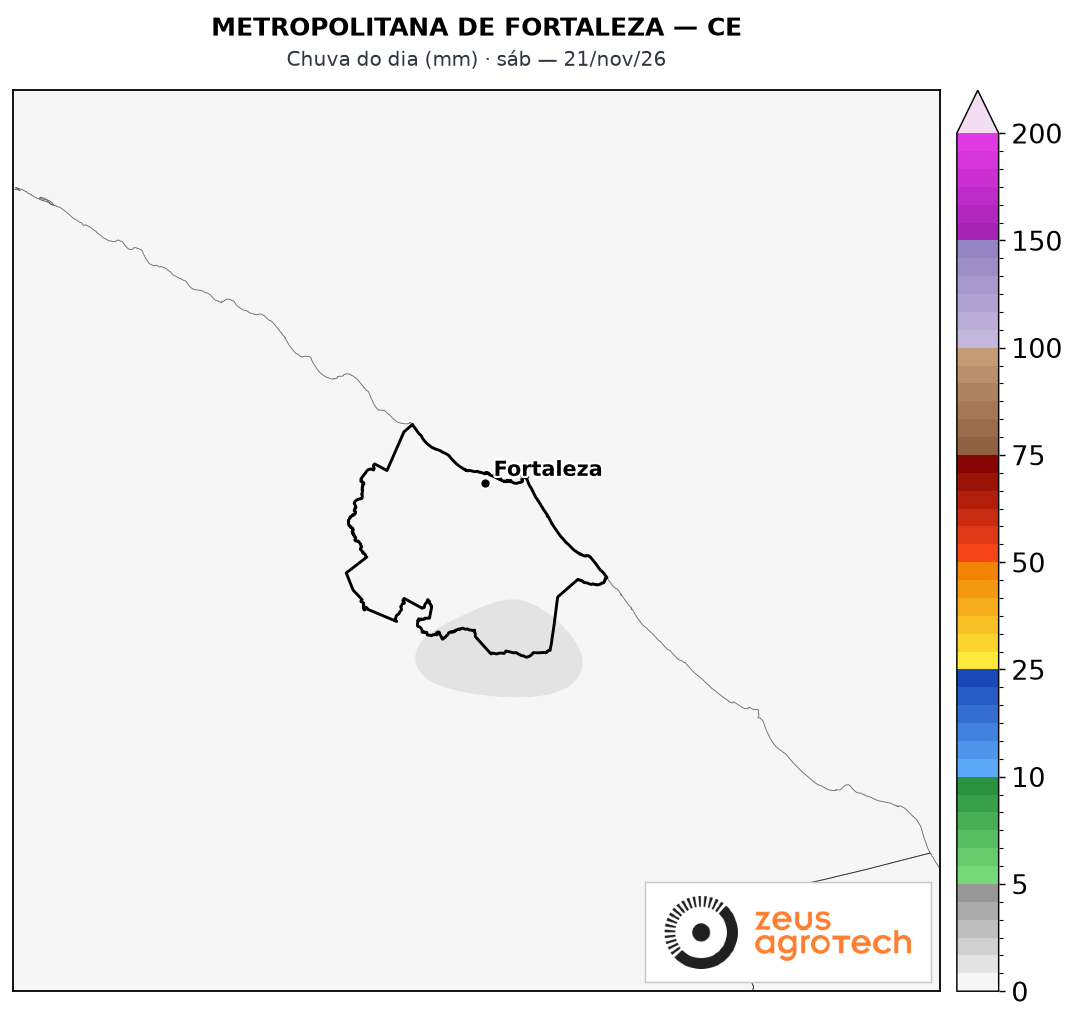 METROPOLITANA DE FORTALEZA — CE
Chuva do dia (mm) · sáb — 21/nov/26
Fortaleza
200
150
100
75
50
25
10
5
0
zeus
agrotech